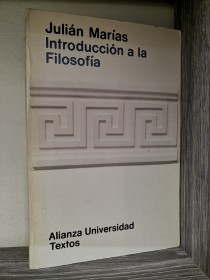 Julián Marías
Introducción a la
Filosofía
Alianza Universidad
Textos